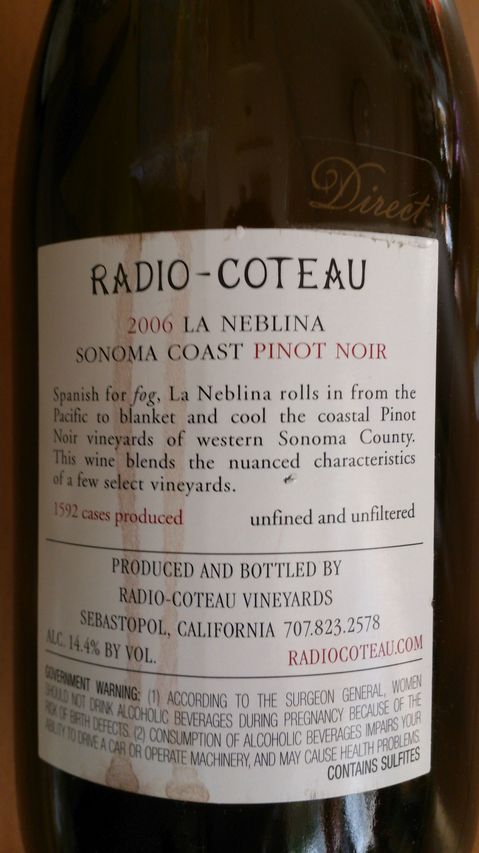 Direct
RADIO-COTEAU
2006 LA NEBLINA
SONOMA COAST PINOT NOIR
Spanish for fog, La Neblina rolls in from the
Pacific to blanket and cool the coastal Pinot
Noir vineyards of western Sonoma County.
This wine blends the nuanced characteristics
of a few select vineyards.
1592 cases produced unfined and unfiltered
PRODUCED AND BOTTLED BY
RADIO-COTEAU VINEYARDS
SEBASTOPOL, CALIFORNIA 707.823.2578
ALC. 14.4% BY VOL. RADIOCOTEAU.COM
GOVERNMENT WARNING: (1) ACCORDING TO THE SURGEON GENERAL, WOMEN
SHOULD NOT DRINK ALCOHOLIC BEVERAGES DURING PREGNANCY BECAUSE OF THE
RISK OF BIRTH DEFECTS. (2) CONSUMPTION OF ALCOHOLIC BEVERAGES IMPAIRS YOUR
ABILITY TO DRIVE A CAR OR OPERATE MACHINERY, AND MAY CAUSE HEALTH PROBLEMS.
CONTAINS SULFITES